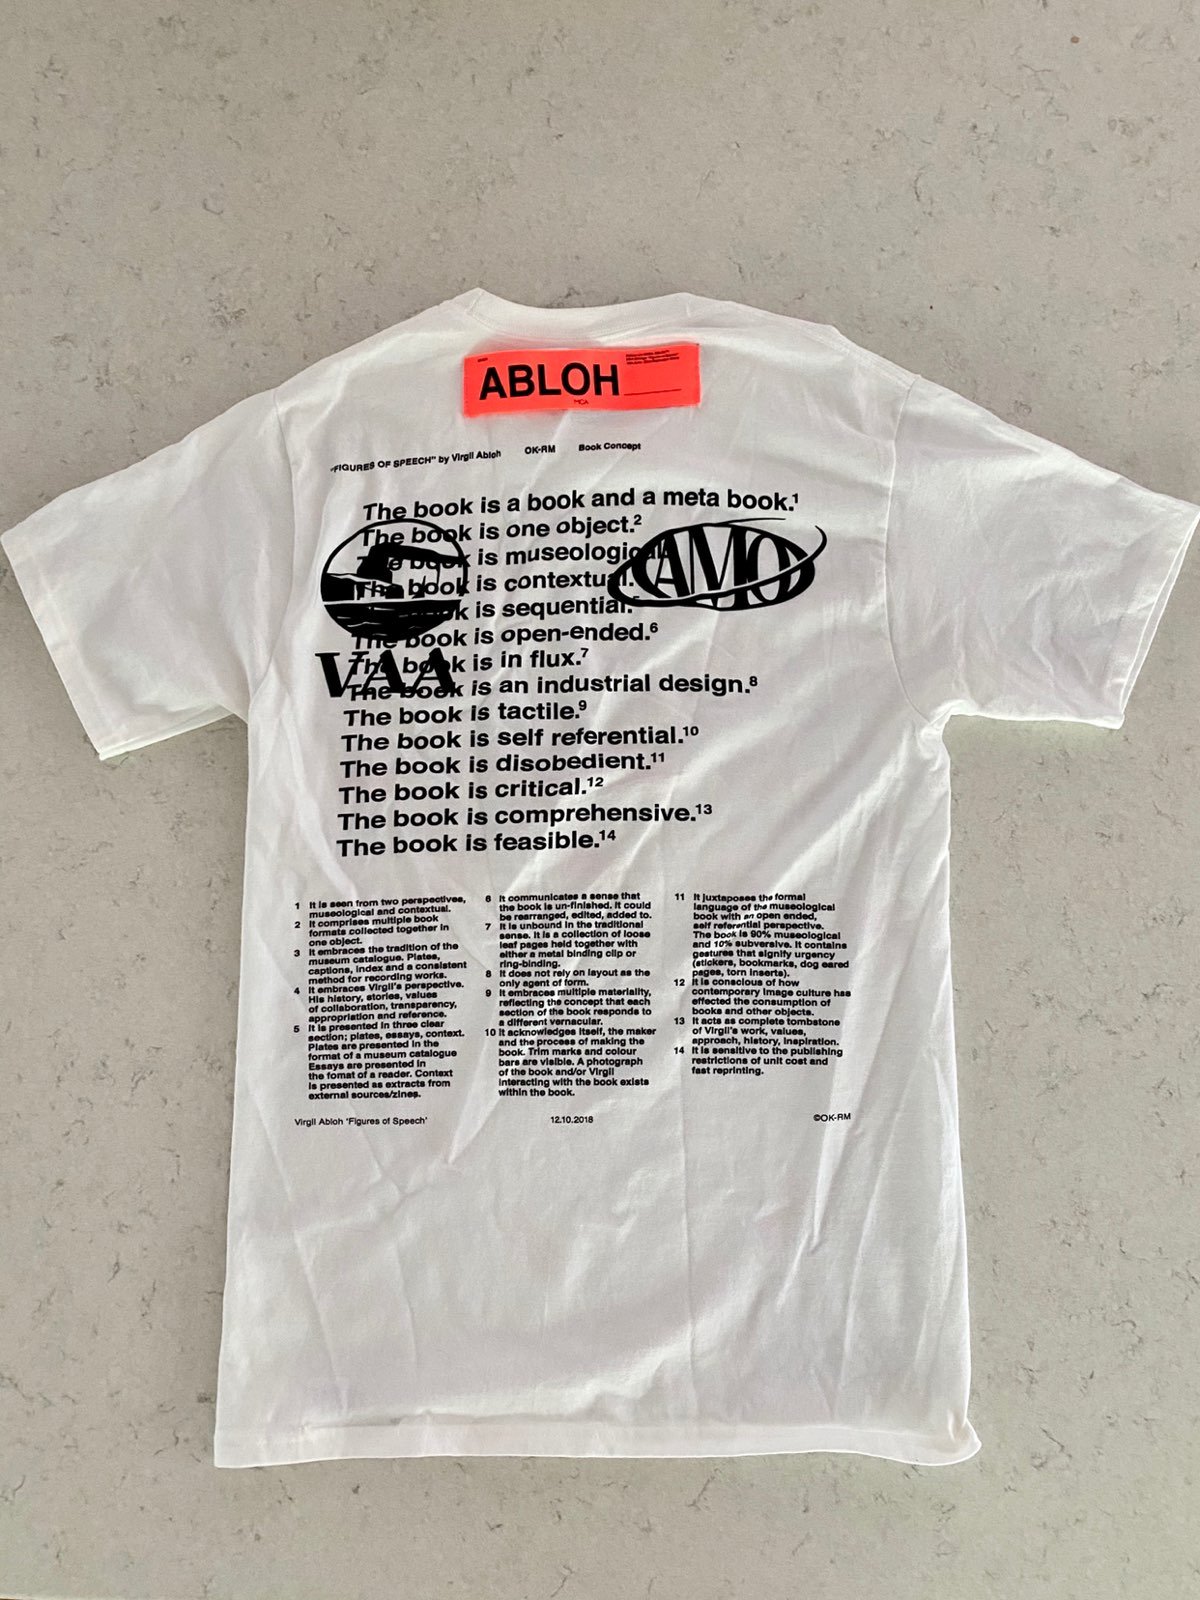 ABLOH
MCA
"FIGURES OF SPEECH" by Virgil Abloh OK-RM Book Concept
The book is a book and a meta book.¹
The book is one object.²
The book is museological.
The book is contextual.
The book is sequential.
The book is open-ended.⁶
The book is in flux.⁷
The book is an industrial design.⁸
The book is tactile.⁹
The book is self referential.¹⁰
The book is disobedient.¹¹
The book is critical.¹²
The book is comprehensive.¹³
The book is feasible.¹⁴
AMO
VAA
1 It is seen from two perspectives,
museological and contextual.
2 It comprises multiple book
formats collected together in
one object.
3 It embraces the tradition of the
museum catalogue. Plates,
captions, index and a consistent
method for recording works.
4 It embraces Virgil's perspective.
His history, stories, values
of collaboration, transparency,
appropriation and reference.
5 It is presented in three clear
section; plates, essays, context.
Plates are presented in the
format of a museum catalogue
Essays are presented in
the fomat of a reader. Context
is presented as extracts from
external sources/zines.
6 It communicates a sense that
the book is un-finished. It could
be rearranged, edited, added to.
7 It is unbound in the traditional
sense. It is a collection of loose
leaf pages held together with
either a metal binding clip or
ring-binding.
8 It does not rely on layout as the
only agent of form.
9 It embraces multiple materiality,
reflecting the concept that each
section of the book responds to
a different vernacular.
10 It acknowledges itself, the maker
and the process of making the
book. Trim marks and colour
bars are visible. A photograph
of the book and/or Virgil
interacting with the book exists
within the book.
11 It juxtaposes the formal
language of the museological
book with an open ended,
self referential perspective.
The book is 90% museological
and 10% subversive. It contains
gestures that signify urgency
(stickers, bookmarks, dog eared
pages, torn inserts).
12 It is conscious of how
contemporary image culture has
effected the consumption of
books and other objects.
13 It acts as complete tombstone
of Virgil's work, values,
approach, history, inspiration.
14 It is sensitive to the publishing
restrictions of unit cost and
fast reprinting.
Virgil Abloh 'Figures of Speech' 12.10.2018 ©OK-RM